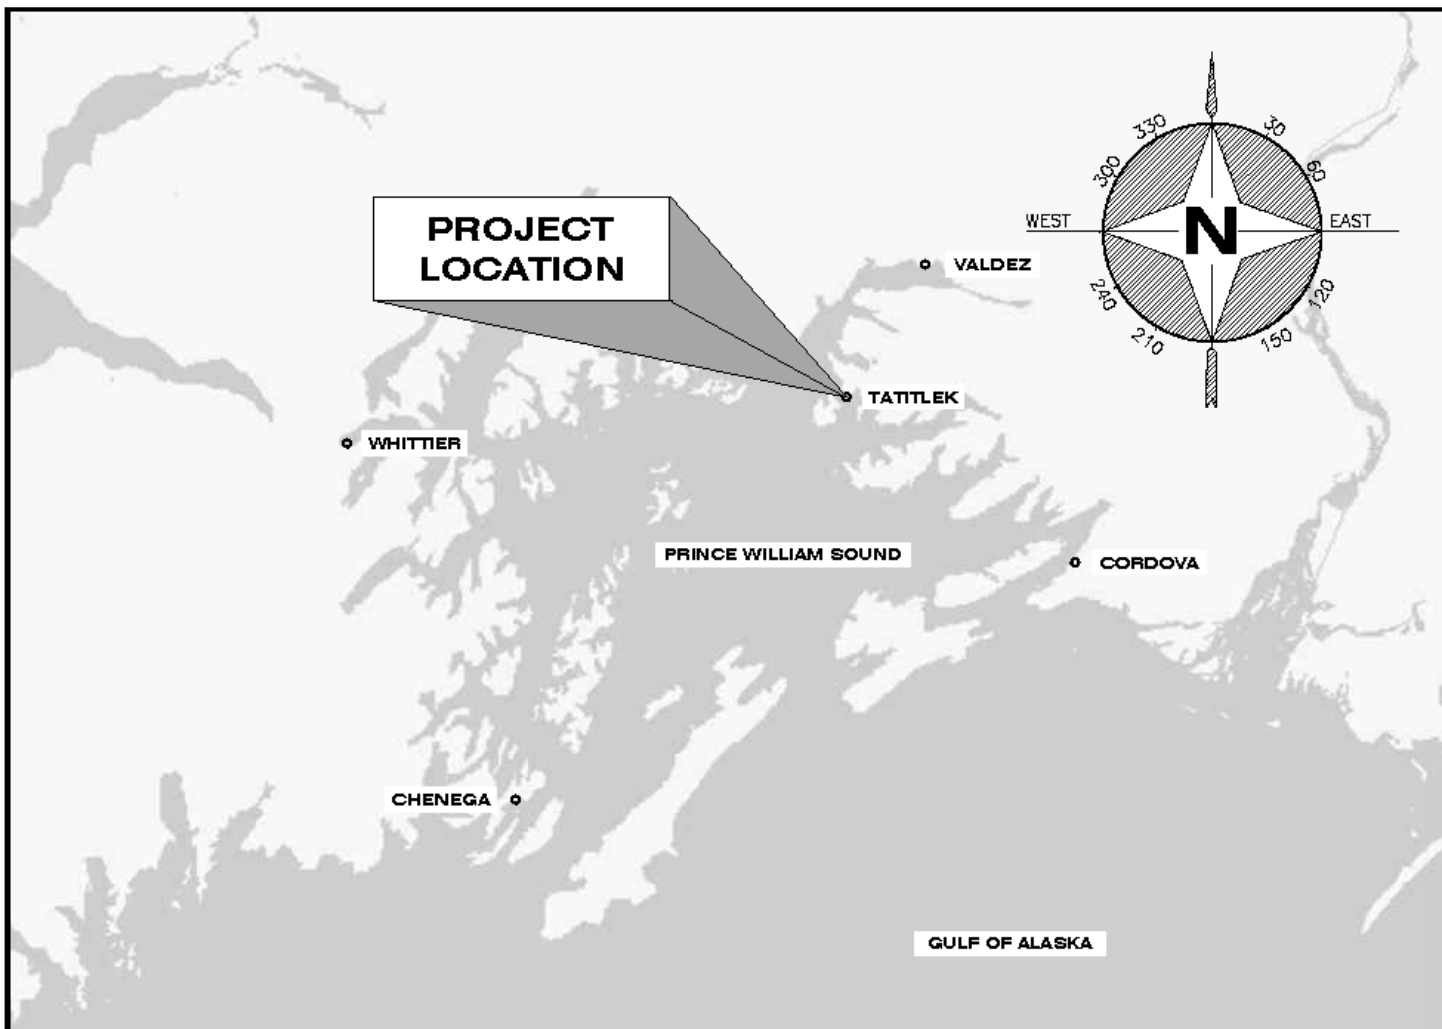 330
30
300
60
PROJECT
LOCATION
WEST
N
EAST
VALDEZ
240
120
210
150
TATITLEK
WHITTIER
PRINCE WILLIAM SOUND
CORDOVA
CHENEGA
GULF OF ALASKA